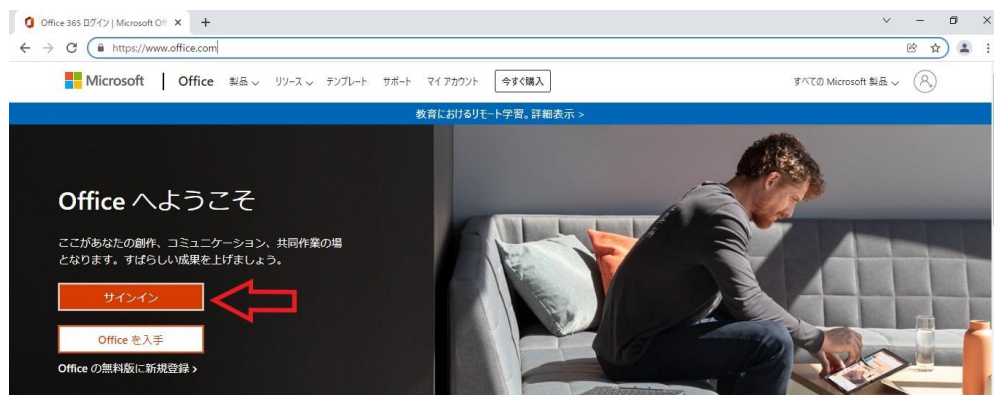 Office 365 ログイン | Microsoft Of
https://www.office.com
Microsoft | Office 製品 リソース テンプレート サポート マイ アカウント 今すぐ購入 すべての Microsoft 製品
教育におけるリモート学習。詳細表示 >
Office へようこそ
ここがあなたの創作、コミュニケーション、共同作業の場
となります。すばらしい成果を上げましょう。
サインイン
Office を入手
Office の無料版に新規登録 >